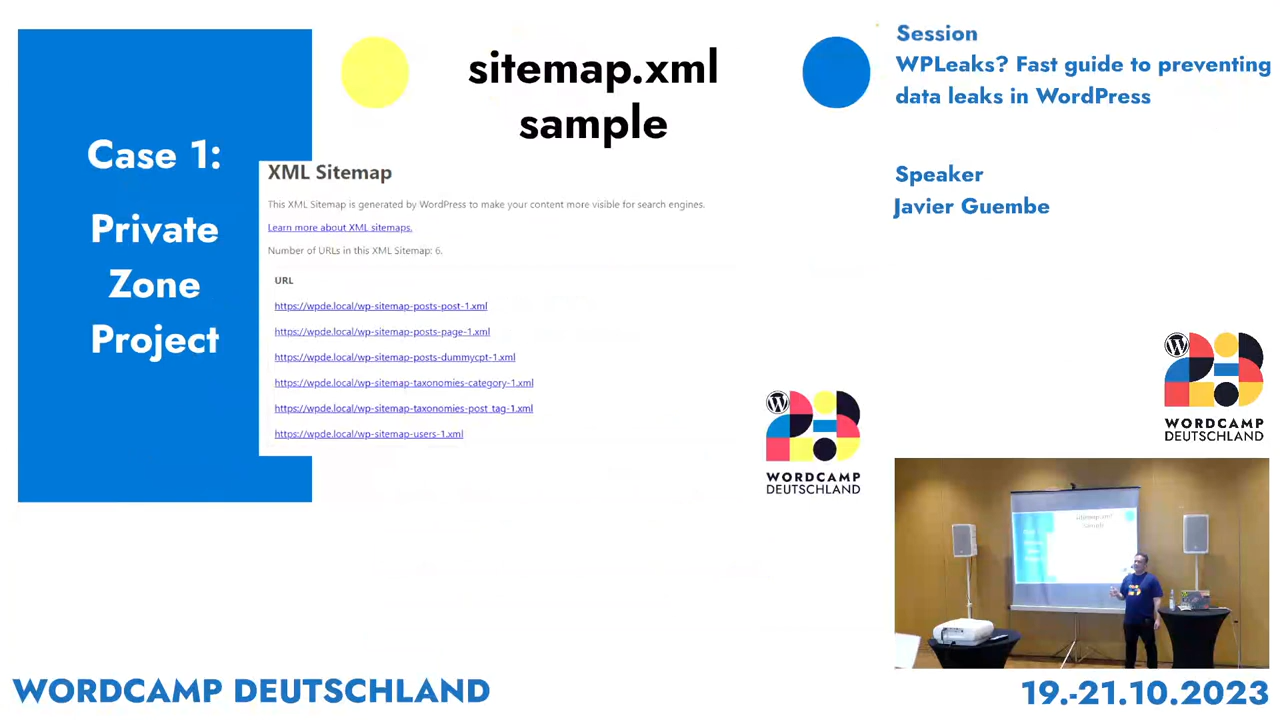 Case 1:
Private
Zone
Project
sitemap.xml
sample
XML Sitemap
This XML Sitemap is generated by WordPress to make your content more visible for search engines.
Learn more about XML sitemaps.
Number of URLs in this XML Sitemap: 6.
URL
https://wpde.local/wp-sitemap-posts-post-1.xml
https://wpde.local/wp-sitemap-posts-page-1.xml
https://wpde.local/wp-sitemap-posts-dummycpt-1.xml
https://wpde.local/wp-sitemap-taxonomies-category-1.xml
https://wpde.local/wp-sitemap-taxonomies-post_tag-1.xml
https://wpde.local/wp-sitemap-users-1.xml
WORDCAMP
DEUTSCHLAND
Session
WPLeaks? Fast guide to preventing
data leaks in WordPress
Speaker
Javier Guembe
WORDCAMP
DEUTSCHLAND
sitemap.xml
sample
WORDCAMP DEUTSCHLAND
19.-21.10.2023